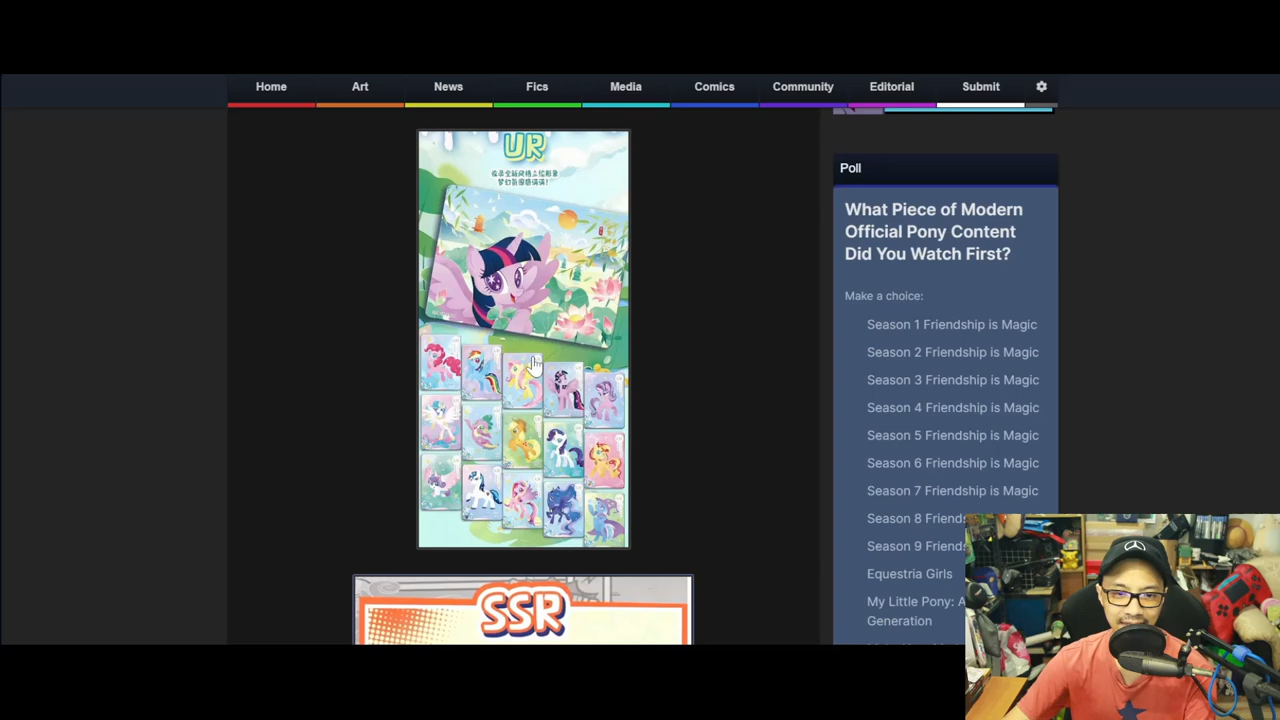 Home
Art
News
Fics
Media
Comics
Community
Editorial
Submit
UR
SSR
Poll
What Piece of Modern
Official Pony Content
Did You Watch First?
Make a choice:
Season 1 Friendship is Magic
Season 2 Friendship is Magic
Season 3 Friendship is Magic
Season 4 Friendship is Magic
Season 5 Friendship is Magic
Season 6 Friendship is Magic
Season 7 Friendship is Magic
Season 8 Friends
Season 9 Friends
Equestria Girls
My Little Pony: A
Generation